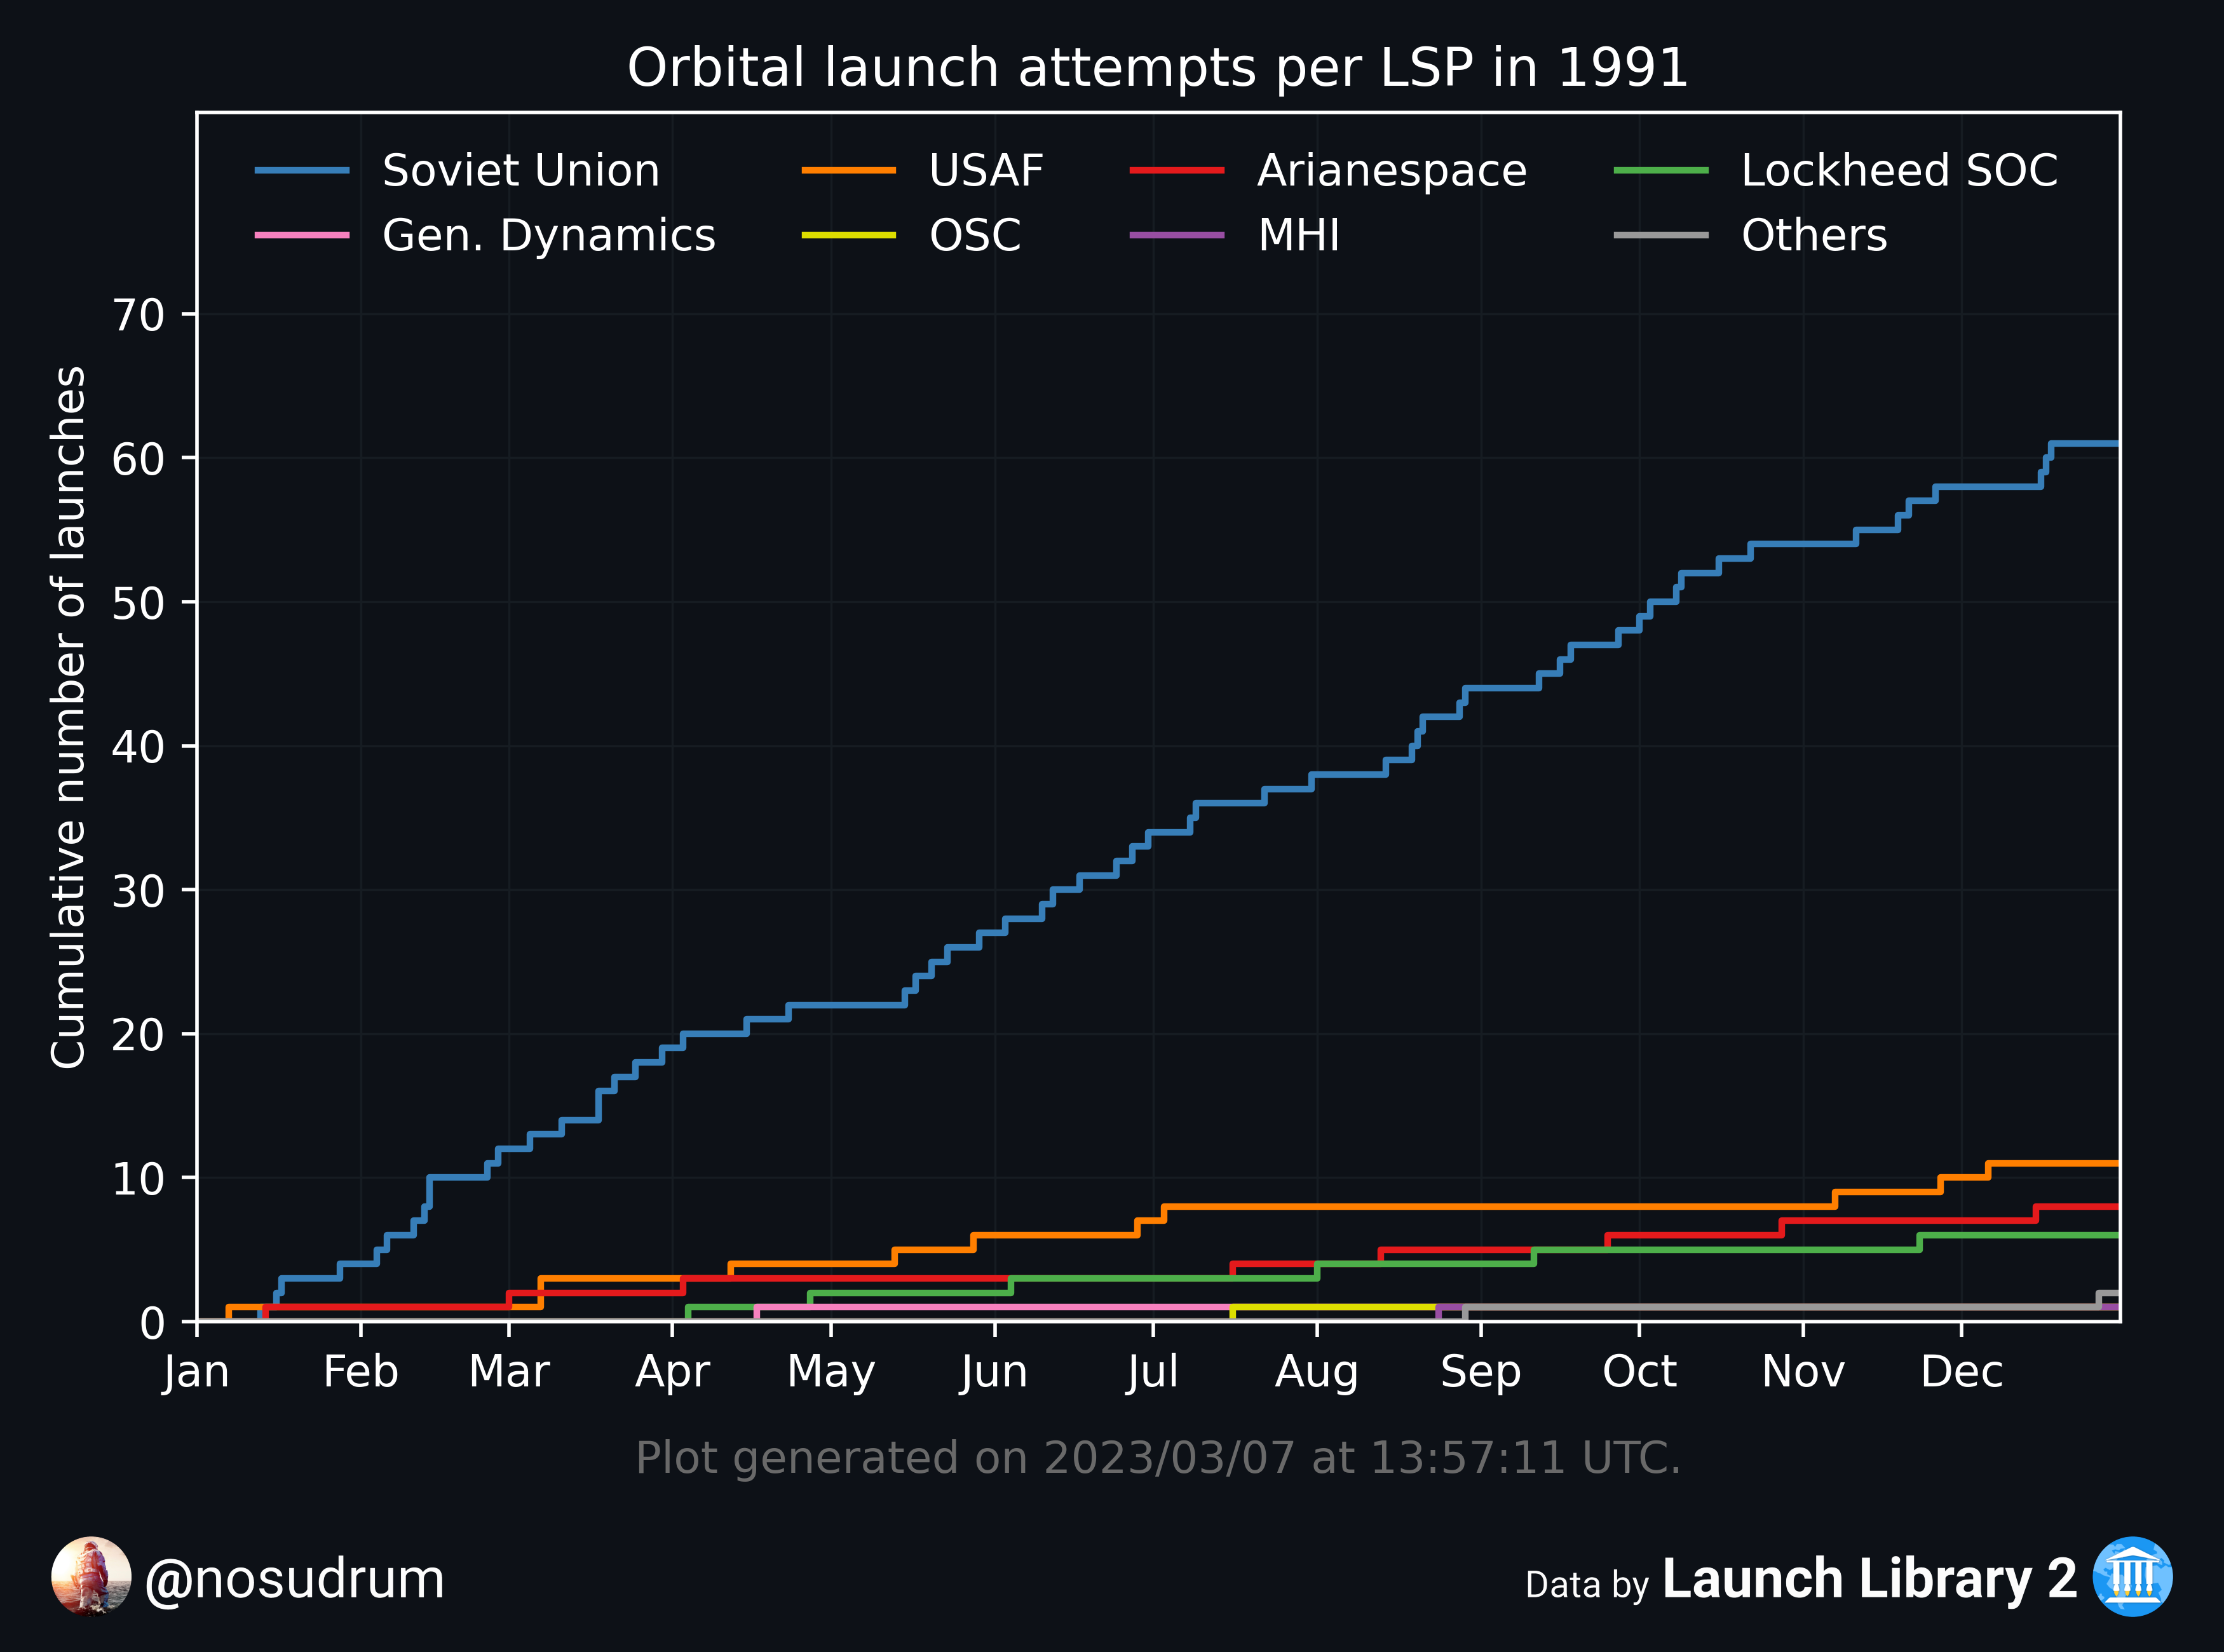 Orbital launch attempts per LSP in 1991
Soviet Union
USAF
Arianespace
Lockheed SOC
Gen. Dynamics
OSC
MHI
Others
Cumulative number of launches
70
60
50
40
30
20
10
0
Jan Feb Mar Apr May Jun Jul Aug Sep Oct Nov Dec
Plot generated on 2023/03/07 at 13:57:11 UTC.
@nosudrum
Data by Launch Library 2